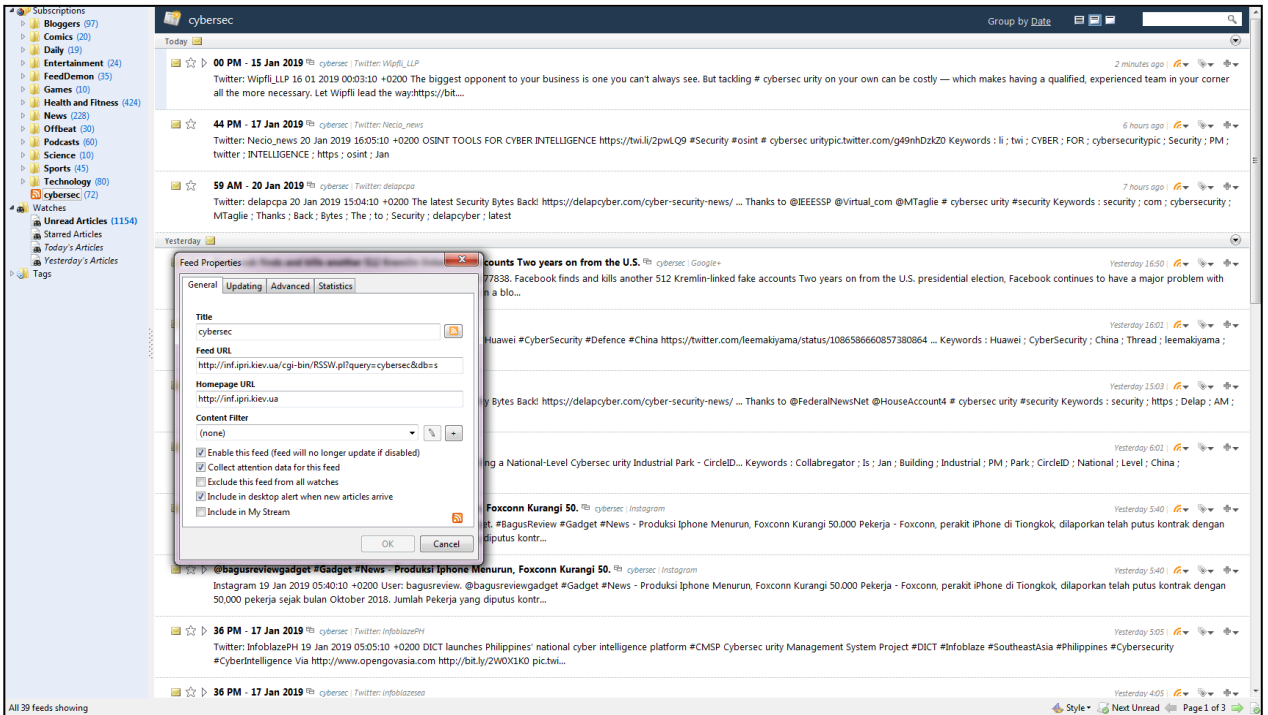 Subscriptions
Bloggers (97)
Comics (20)
Daily (19)
Entertainment (24)
FeedDemon (35)
Games (10)
Health and Fitness (424)
News (228)
Offbeat (30)
Podcasts (60)
Science (10)
Sports (45)
Technology (80)
cybersec (72)
Watches
Unread Articles (1154)
Starred Articles
Today's Articles
Yesterday's Articles
Tags
cybersec
Group by Date
Today
00 PM - 15 Jan 2019 cybersec | Twitter: Wipfli_LLP
2 minutes ago |
Twitter: Wipfli_LLP 16 01 2019 00:03:10 +0200 The biggest opponent to your business is one you can't always see. But tackling # cybersec urity on your own can be costly — which makes having a qualified, experienced team in your corner
all the more necessary. Let Wipfli lead the way:https://bit....
44 PM - 17 Jan 2019 cybersec | Twitter: Necio_news
6 hours ago |
Twitter: Necio_news 20 Jan 2019 16:05:10 +0200 OSINT TOOLS FOR CYBER INTELLIGENCE https://twi.li/2pwLQ9 #Security #osint # cybersec uritypic.twitter.com/g49nhDzkZ0 Keywords : li ; twi ; CYBER ; FOR ; cybersecuritypic ; Security ; PM ;
twitter ; INTELLIGENCE ; https ; osint ; Jan
59 AM - 20 Jan 2019 cybersec | Twitter: delapcpa
7 hours ago |
Twitter: delapcpa 20 Jan 2019 15:04:10 +0200 The latest Security Bytes Back! https://delapcyber.com/cyber-security-news/ ... Thanks to @IEEESSP @Virtual_com @MTaglie # cybersec urity #security Keywords : security ; com ; cybersecurity ;
MTaglie ; Thanks ; Back ; Bytes ; The ; to ; Security ; delapcyber ; latest
Yesterday
counts Two years on from the U.S. cybersec | Google+
Yesterday 16:50 |
77838. Facebook finds and kills another 512 Kremlin-linked fake accounts Two years on from the U.S. presidential election, Facebook continues to have a major problem with
n a blo...
Yesterday 16:01 |
Huawei #CyberSecurity #Defence #China https://twitter.com/leemakiyama/status/1086586660857380864 ... Keywords : Huawei ; CyberSecurity ; China ; Thread ; leemakiyama ;
Yesterday 15:03 |
y Bytes Back! https://delapcyber.com/cyber-security-news/ ... Thanks to @FederalNewsNet @HouseAccount4 # cybersec urity #security Keywords : security ; https ; Delap ; AM ;
Yesterday 6:01 |
ng a National-Level Cybersec urity Industrial Park - CircleID... Keywords : Collabregator ; Is ; Jan ; Building ; Industrial ; PM ; Park ; CircleID ; National ; Level ; China ;
Foxconn Kurangi 50. cybersec | Instagram
Yesterday 5:40 |
et. #BagusReview #Gadget #News - Produksi Iphone Menurun, Foxconn Kurangi 50.000 Pekerja - Foxconn, perakit iPhone di Tiongkok, dilaporkan telah putus kontrak dengan
diputus kontr...
Feed Properties
General Updating Advanced Statistics
Title
cybersec
Feed URL
http://inf.ipri.kiev.ua/cgi-bin/RSSW.pl?query=cybersec&db=s
Homepage URL
http://inf.ipri.kiev.ua
Content Filter
(none)
Enable this feed (feed will no longer update if disabled)
Collect attention data for this feed
Exclude this feed from all watches
Include in desktop alert when new articles arrive
Include in My Stream
OK Cancel
@bagusreviewgadget #Gadget #News - Produksi Iphone Menurun, Foxconn Kurangi 50. cybersec | Instagram
Yesterday 5:40 |
Instagram 19 Jan 2019 05:40:10 +0200 User: bagusreview. @bagusreviewgadget #Gadget #News - Produksi Iphone Menurun, Foxconn Kurangi 50.000 Pekerja - Foxconn, perakit iPhone di Tiongkok, dilaporkan telah putus kontrak dengan
50,000 pekerja sejak bulan Oktober 2018. Jumlah Pekerja yang diputus kontr...
36 PM - 17 Jan 2019 cybersec | Twitter: InfoblazePH
Yesterday 5:05 |
Twitter: InfoblazePH 19 Jan 2019 05:05:10 +0200 DICT launches Philippines' national cyber intelligence platform #CMSP Cybersec urity Management System Project #DICT #Infoblaze #SoutheastAsia #Philippines #Cybersecurity
#CyberIntelligence Via http://www.opengovasia.com http://bit.ly/2W0X1K0 pic.twi...
36 PM - 17 Jan 2019 cybersec | Twitter: infoblazesea
Yesterday 4:05 |
All 39 feeds showing
Style Next Unread Page 1 of 3